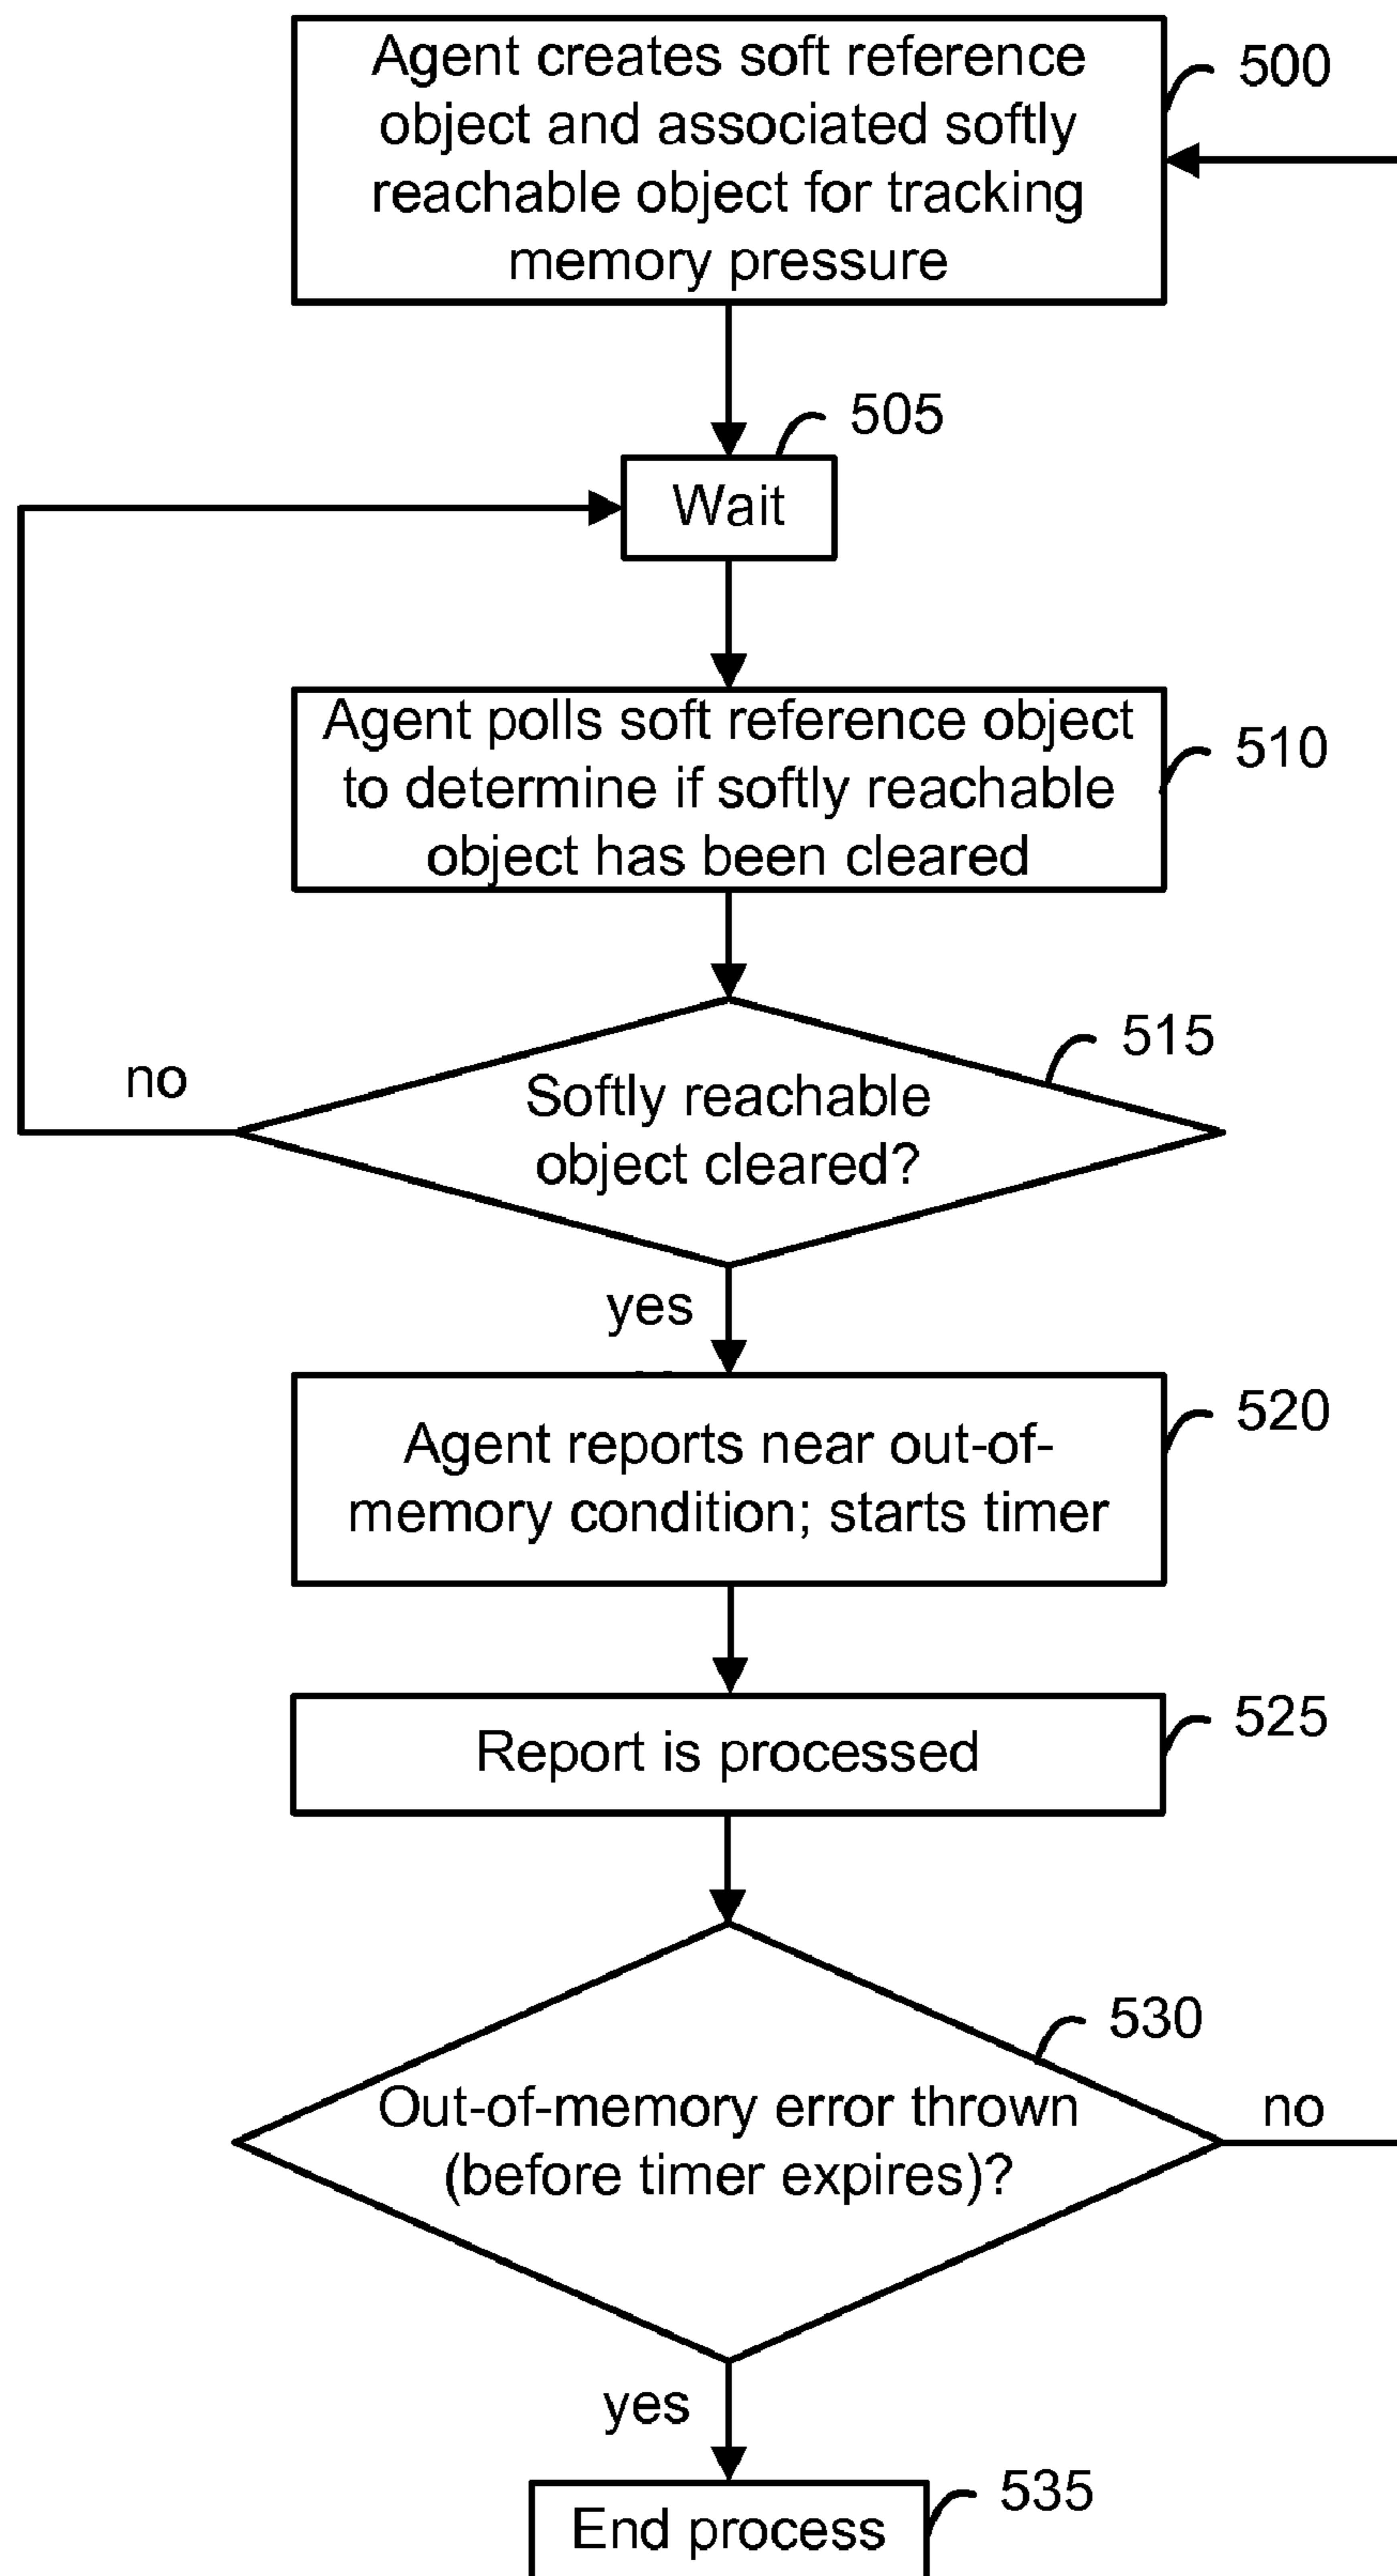 Agent creates soft reference
object and associated softly
reachable object for tracking
memory pressure
500
505
Wait
Agent polls soft reference object
to determine if softly reachable
object has been cleared
510
515
no
Softly reachable
object cleared?
yes
Agent reports near out-of-
memory condition; starts timer
520
Report is processed
525
530
Out-of-memory error thrown
(before timer expires)?
no
yes
535
End process